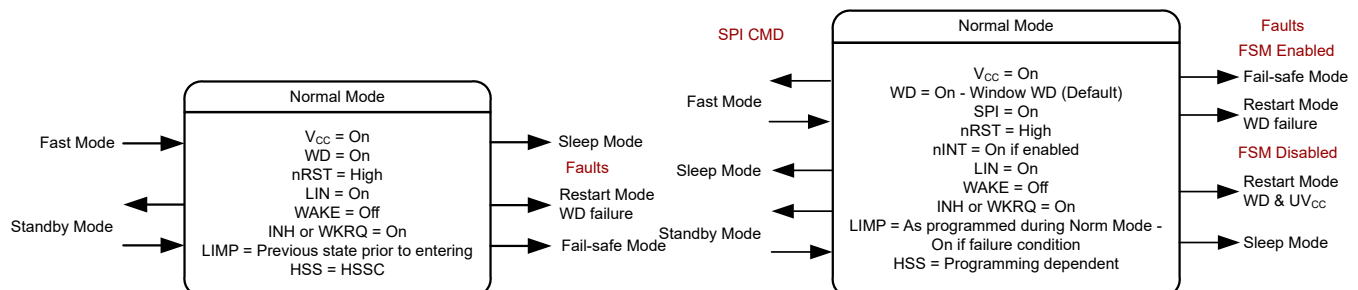 Normal Mode
Fast Mode
Standby Mode
V_CC = On
WD = On
nRST = High
LIN = On
WAKE = Off
INH or WKRQ = On
LIMP = Previous state prior to entering
HSS = HSSC
Sleep Mode
Faults
Restart Mode
WD failure
Fail-safe Mode
SPI CMD
Fast Mode
Sleep Mode
Standby Mode
Normal Mode
V_CC = On
WD = On - Window WD (Default)
SPI = On
nRST = High
nINT = On if enabled
LIN = On
WAKE = Off
INH or WKRQ = On
LIMP = As programmed during Norm Mode -
On if failure condition
HSS = Programming dependent
Faults
FSM Enabled
Fail-safe Mode
Restart Mode
WD failure
FSM Disabled
Restart Mode
WD & UV_CC
Sleep Mode